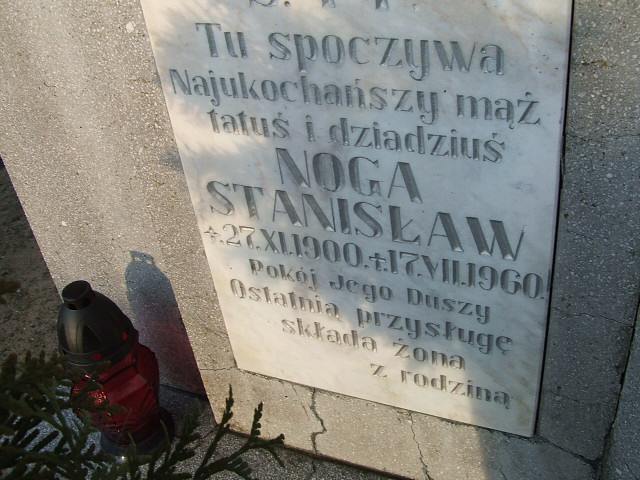 Ś. P.
Tu spoczywa
Najukochańszy mąż
tatuś i dziadziuś
NOGA
STANISŁAW
*.27.XI.1900.+.17.VII.1960.
Pokój Jego Duszy
Ostatnią przysługę
składa żona
z rodziną